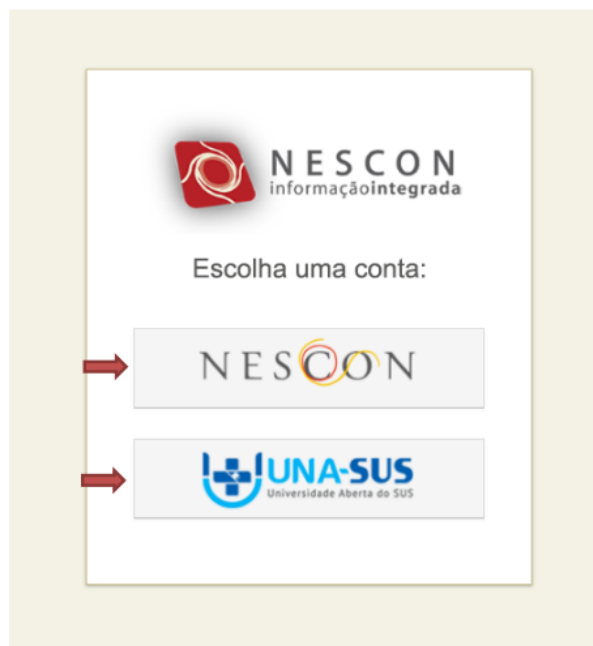 NESCON
informaçãointegrada
Escolha uma conta:
NESCON
UNA-SUS
Universidade Aberta do SUS